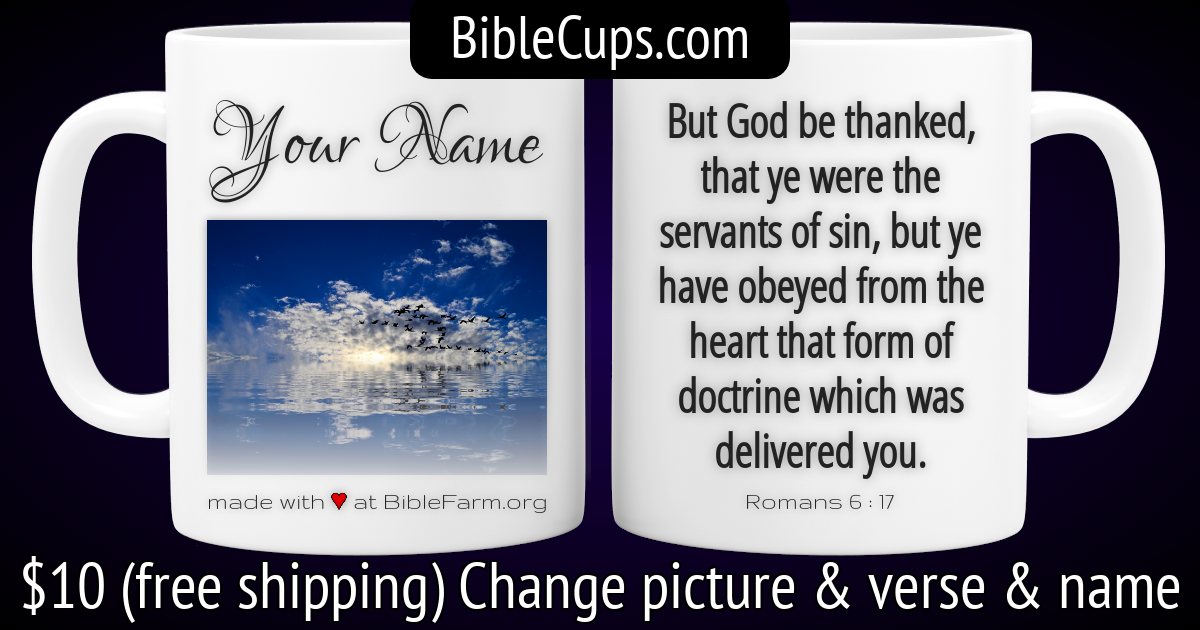 BibleCups.com
Your Name
made with ♥ at BibleFarm.org
But God be thanked,
that ye were the
servants of sin, but ye
have obeyed from the
heart that form of
doctrine which was
delivered you.
Romans 6 : 17
$10 (free shipping) Change picture & verse & name